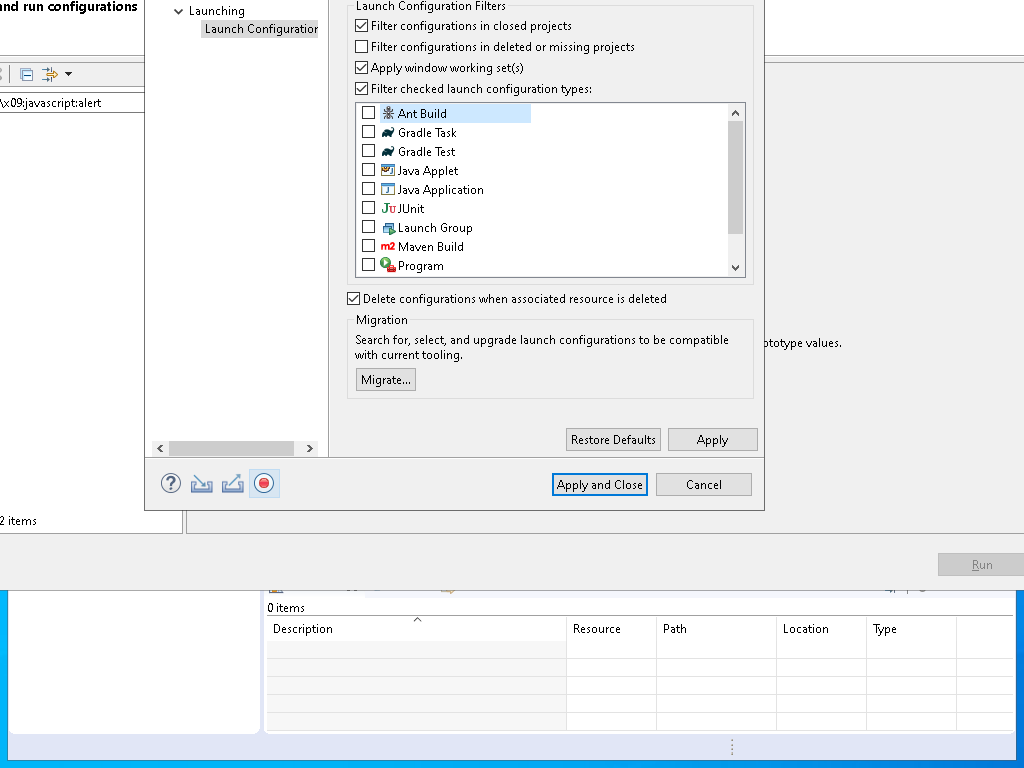 and run configurations
Launching
Launch Configuration
Launch Configuration Filters
Filter configurations in closed projects
Filter configurations in deleted or missing projects
Apply window working set(s)
\x09:javascript:alert
Filter checked launch configuration types:
Ant Build
Gradle Task
Gradle Test
Java Applet
Java Application
Ju JUnit
Launch Group
m2 Maven Build
Program
Delete configurations when associated resource is deleted
Migration
Search for, select, and upgrade launch configurations to be compatible
with current tooling.
ototype values.
Migrate...
Restore Defaults
Apply
Apply and Close
Cancel
2 items
Run
0 items
Description
Resource
Path
Location
Type